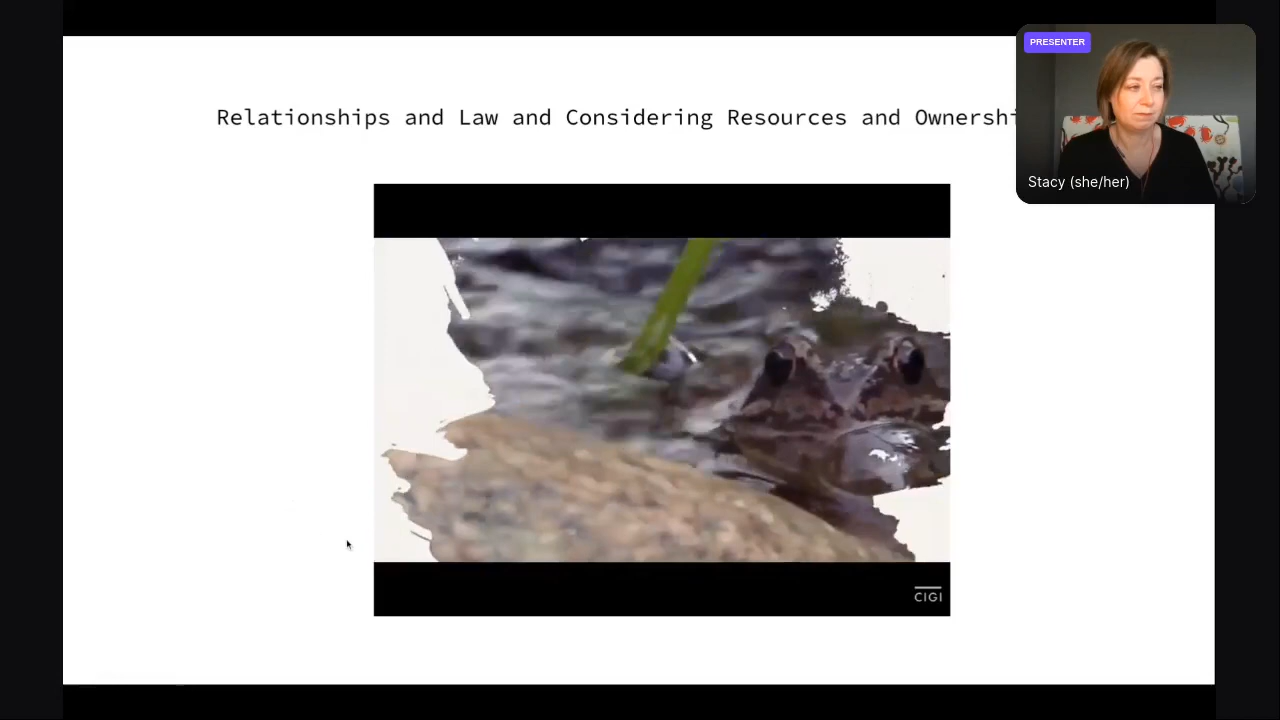 Relationships and Law and Considering Resources and Ownershi
PRESENTER
Stacy (she/her)
CIGI